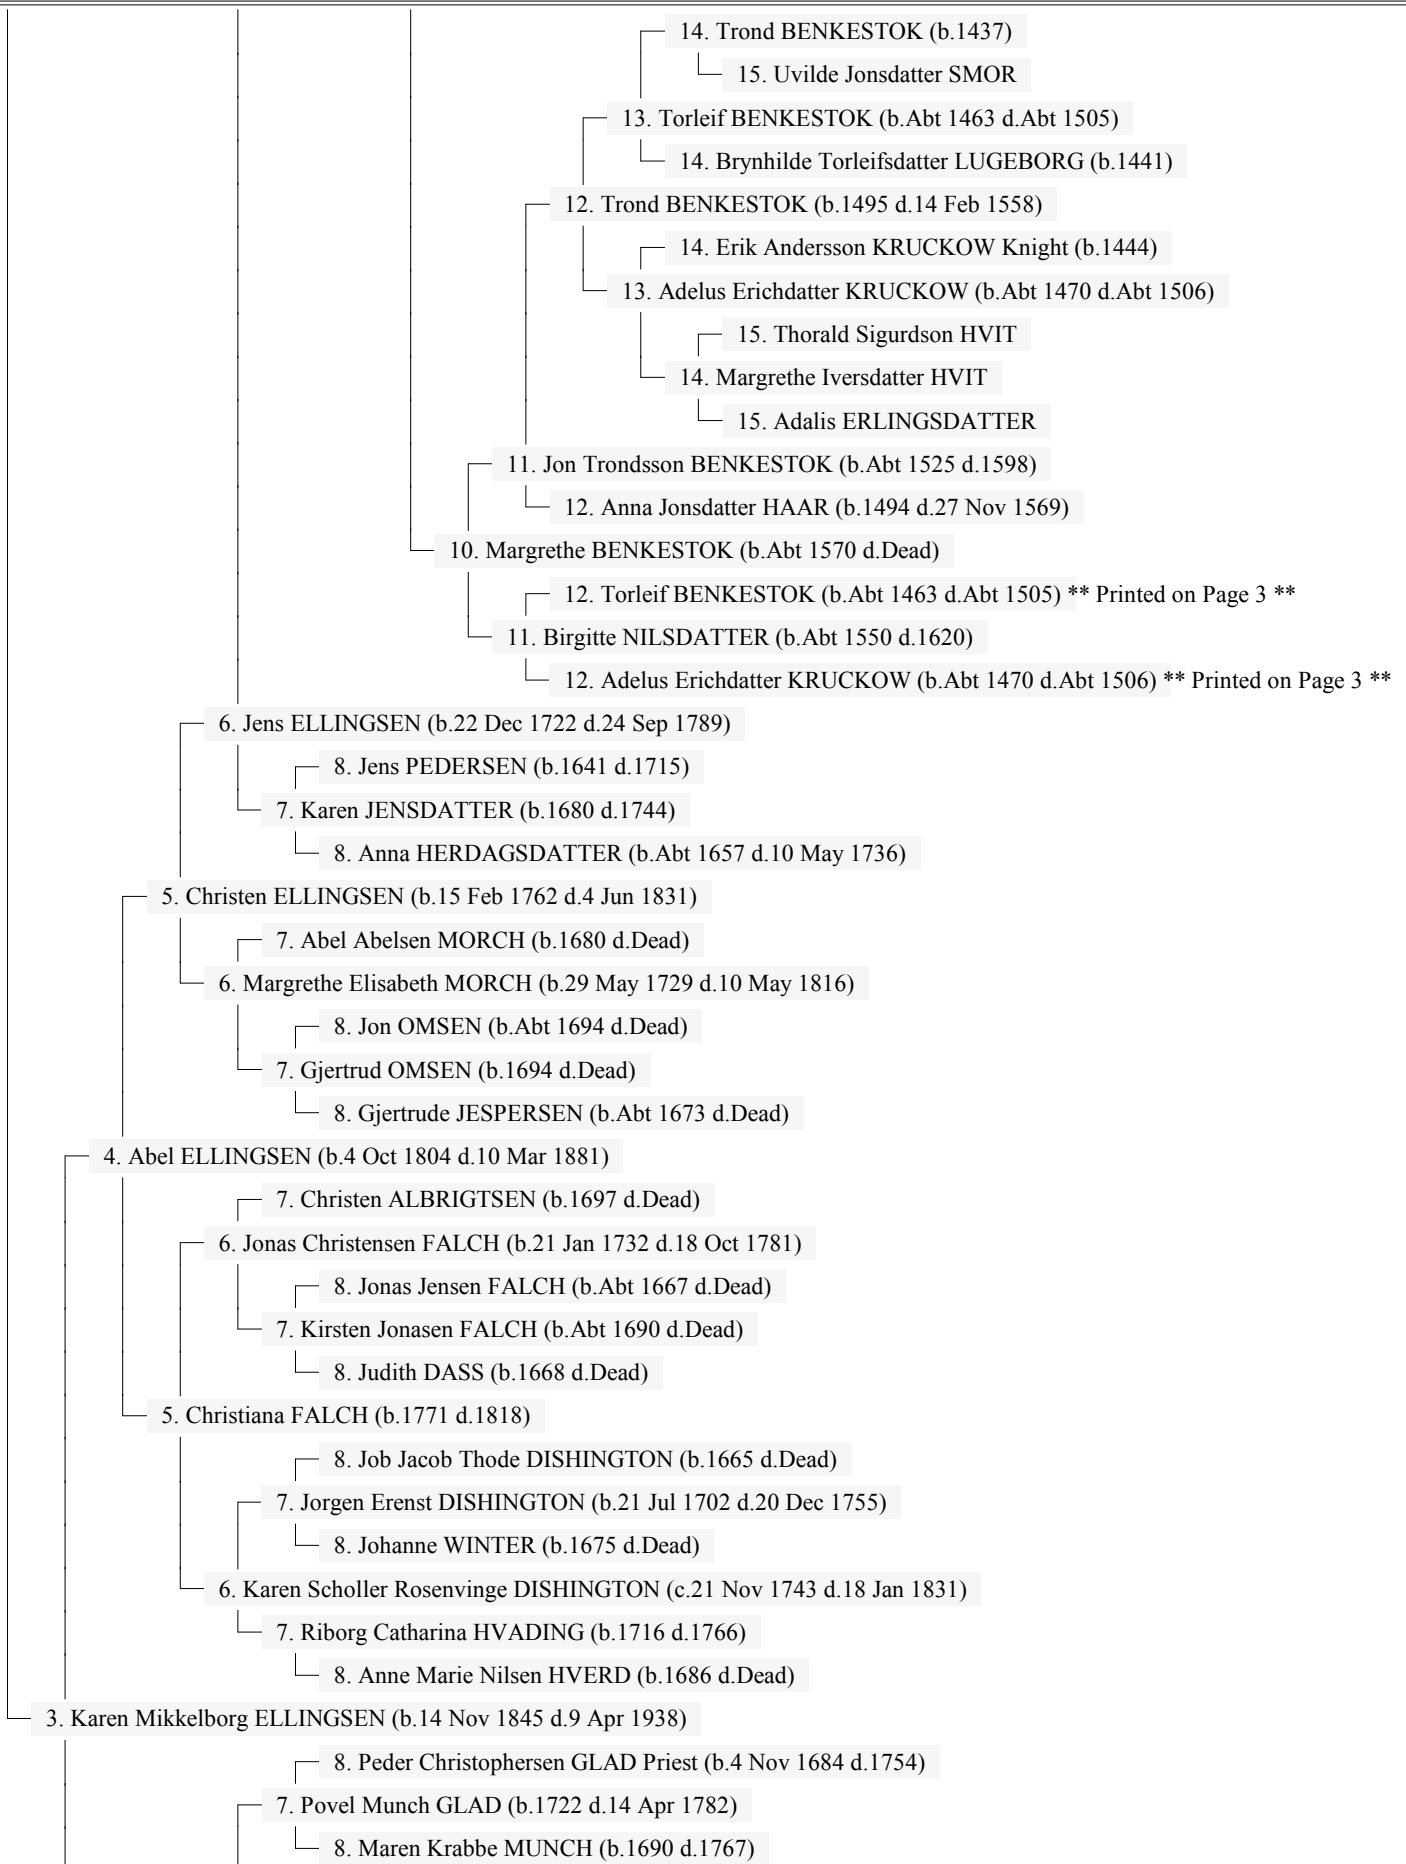 14. Trond BENKESTOK (b.1437)
15. Uvilde Jonsdatter SMOR
13. Torleif BENKESTOK (b.Abt 1463 d.Abt 1505)
14. Brynhilde Torleifsdatter LUGEBORG (b.1441)
12. Trond BENKESTOK (b.1495 d.14 Feb 1558)
14. Erik Andersson KRUCKOW Knight (b.1444)
13. Adelus Erichdatter KRUCKOW (b.Abt 1470 d.Abt 1506)
15. Thorald Sigurdson HVIT
14. Margrethe Iversdatter HVIT
15. Adalis ERLINGSDATTER
11. Jon Trondsson BENKESTOK (b.Abt 1525 d.1598)
12. Anna Jonsdatter HAAR (b.1494 d.27 Nov 1569)
10. Margrethe BENKESTOK (b.Abt 1570 d.Dead)
12. Torleif BENKESTOK (b.Abt 1463 d.Abt 1505) ** Printed on Page 3 **
11. Birgitte NILSDATTER (b.Abt 1550 d.1620)
12. Adelus Erichdatter KRUCKOW (b.Abt 1470 d.Abt 1506) ** Printed on Page 3 **
6. Jens ELLINGSEN (b.22 Dec 1722 d.24 Sep 1789)
8. Jens PEDERSEN (b.1641 d.1715)
7. Karen JENSDATTER (b.1680 d.1744)
8. Anna HERDAGSDATTER (b.Abt 1657 d.10 May 1736)
5. Christen ELLINGSEN (b.15 Feb 1762 d.4 Jun 1831)
7. Abel Abelsen MORCH (b.1680 d.Dead)
6. Margrethe Elisabeth MORCH (b.29 May 1729 d.10 May 1816)
8. Jon OMSEN (b.Abt 1694 d.Dead)
7. Gjertrud OMSEN (b.1694 d.Dead)
8. Gjertrude JESPERSEN (b.Abt 1673 d.Dead)
4. Abel ELLINGSEN (b.4 Oct 1804 d.10 Mar 1881)
7. Christen ALBRIGTSEN (b.1697 d.Dead)
6. Jonas Christensen FALCH (b.21 Jan 1732 d.18 Oct 1781)
8. Jonas Jensen FALCH (b.Abt 1667 d.Dead)
7. Kirsten Jonasen FALCH (b.Abt 1690 d.Dead)
8. Judith DASS (b.1668 d.Dead)
5. Christiana FALCH (b.1771 d.1818)
8. Job Jacob Thode DISHINGTON (b.1665 d.Dead)
7. Jorgen Erenst DISHINGTON (b.21 Jul 1702 d.20 Dec 1755)
8. Johanne WINTER (b.1675 d.Dead)
6. Karen Scholler Rosenvinge DISHINGTON (c.21 Nov 1743 d.18 Jan 1831)
7. Riborg Catharina HVADING (b.1716 d.1766)
8. Anne Marie Nilsen HVERD (b.1686 d.Dead)
3. Karen Mikkelborg ELLINGSEN (b.14 Nov 1845 d.9 Apr 1938)
8. Peder Christophersen GLAD Priest (b.4 Nov 1684 d.1754)
7. Povel Munch GLAD (b.1722 d.14 Apr 1782)
8. Maren Krabbe MUNCH (b.1690 d.1767)